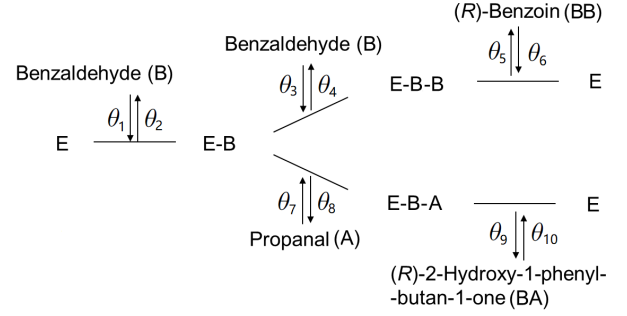 (R)-Benzoin (BB)
Benzaldehyde (B)
θ5 θ6
Benzaldehyde (B)
θ3 θ4
E-B-B
E
θ1 θ2
E
E-B
θ7 θ8
E-B-A
E
Propanal (A)
θ9 θ10
(R)-2-Hydroxy-1-phenyl-
-butan-1-one (BA)